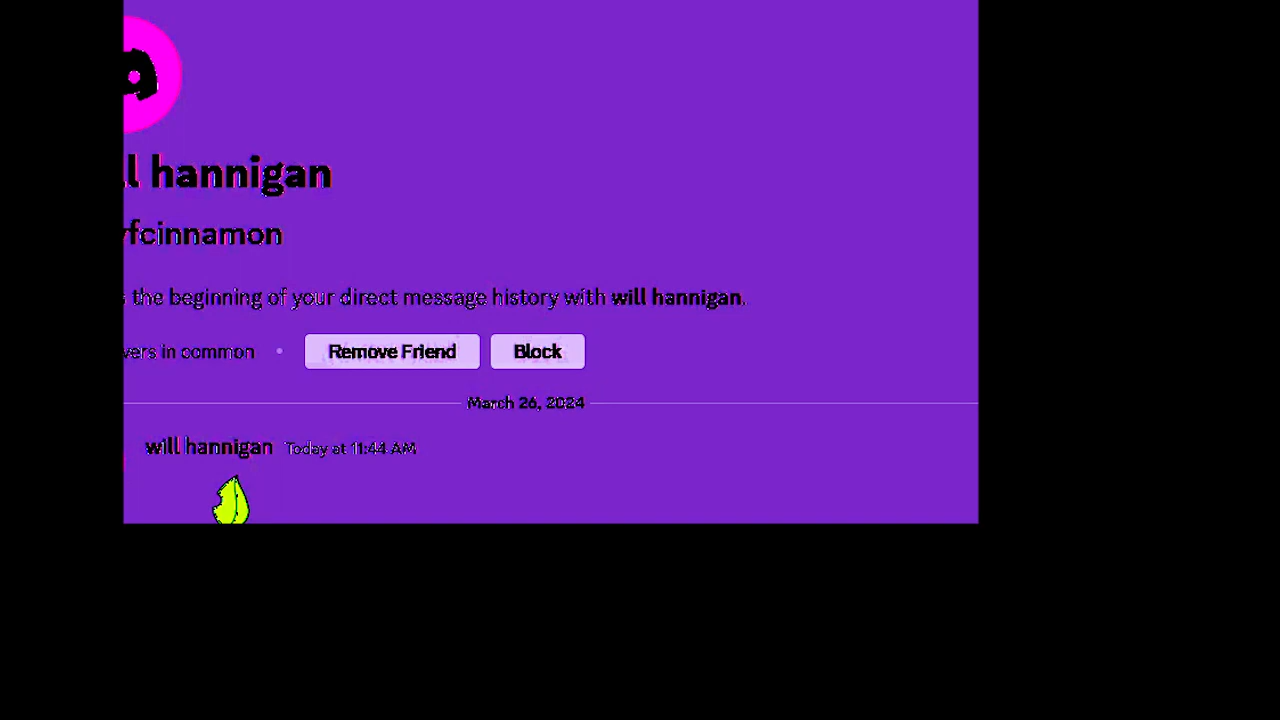 ll hannigan
fcinnamon
the beginning of your direct message history with will hannigan.
vers in common • Remove Friend Block
March 26, 2024
will hannigan Today at 11:44 AM